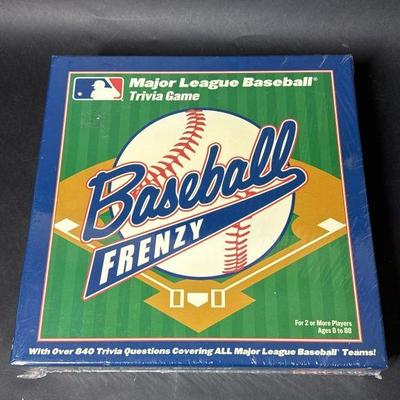 Major League Baseball®
Trivia Game
Baseball
FRENZY
For 2 or More Players
Ages 8 to 88
With Over 840 Trivia Questions Covering ALL Major League Baseball® Teams!